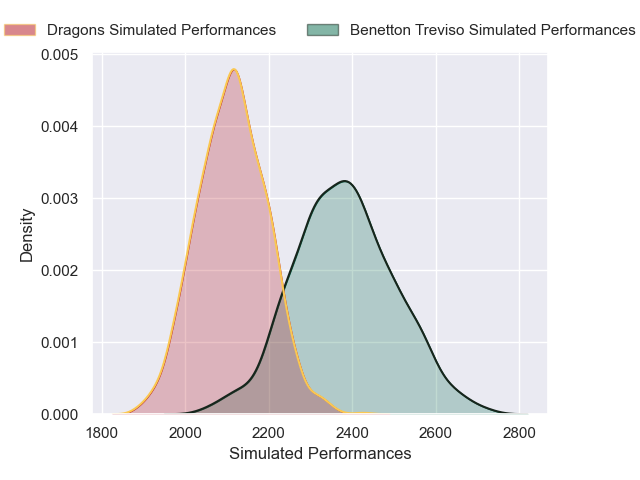 Dragons Simulated Performances
Benetton Treviso Simulated Performances
0.005
0.004
0.003
0.002
0.001
0.000
Density
1800 2000 2200 2400 2600 2800
Simulated Performances